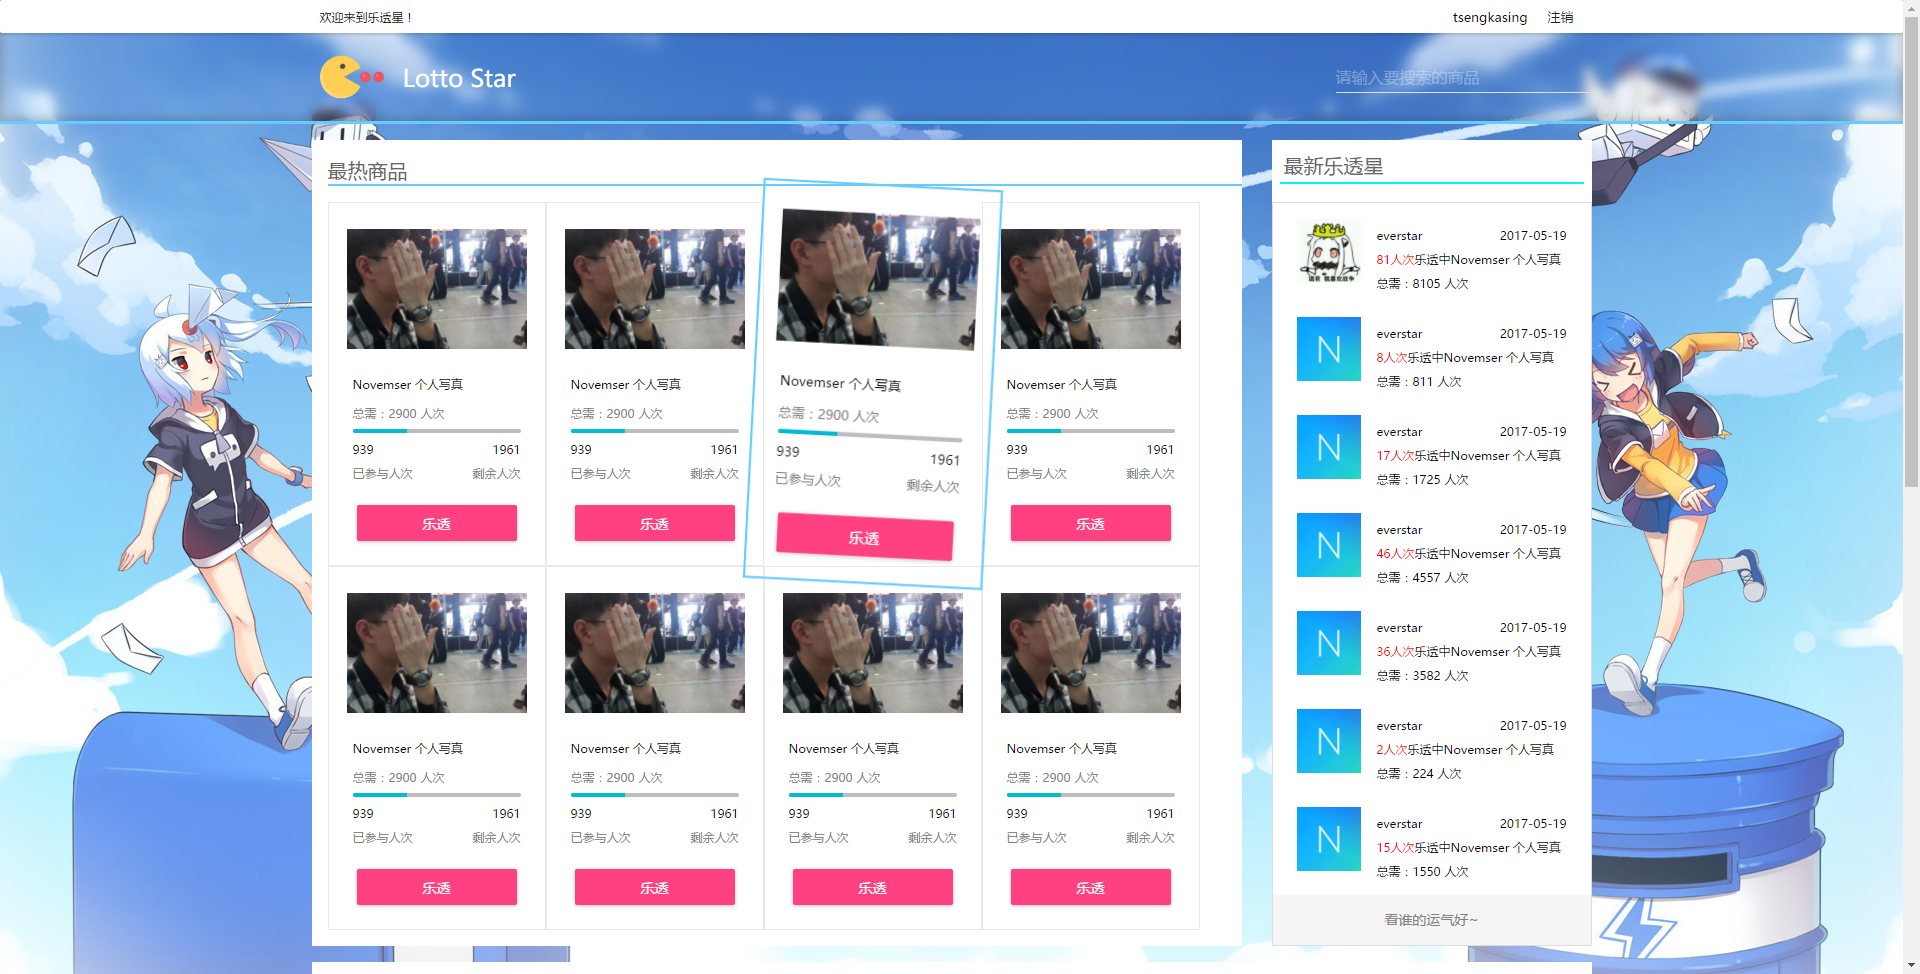 欢迎来到乐透星！
tsengkasing 注销
Lotto Star
请输入要搜索的商品
最热商品
Novemser 个人写真
总需：2900 人次
939 1961
已参与人次 剩余人次
乐透
Novemser 个人写真
总需：2900 人次
939 1961
已参与人次 剩余人次
乐透
Novemser 个人写真
总需：2900 人次
939 1961
已参与人次 剩余人次
乐透
Novemser 个人写真
总需：2900 人次
939 1961
已参与人次 剩余人次
乐透
Novemser 个人写真
总需：2900 人次
939 1961
已参与人次 剩余人次
乐透
Novemser 个人写真
总需：2900 人次
939 1961
已参与人次 剩余人次
乐透
Novemser 个人写真
总需：2900 人次
939 1961
已参与人次 剩余人次
乐透
Novemser 个人写真
总需：2900 人次
939 1961
已参与人次 剩余人次
乐透
最新乐透星
everstar 2017-05-19
81人次乐透中Novemser 个人写真
总需：8105 人次
N
everstar 2017-05-19
8人次乐透中Novemser 个人写真
总需：811 人次
N
everstar 2017-05-19
17人次乐透中Novemser 个人写真
总需：1725 人次
N
everstar 2017-05-19
46人次乐透中Novemser 个人写真
总需：4557 人次
N
everstar 2017-05-19
36人次乐透中Novemser 个人写真
总需：3582 人次
N
everstar 2017-05-19
2人次乐透中Novemser 个人写真
总需：224 人次
N
everstar 2017-05-19
15人次乐透中Novemser 个人写真
总需：1550 人次
看谁的运气好~